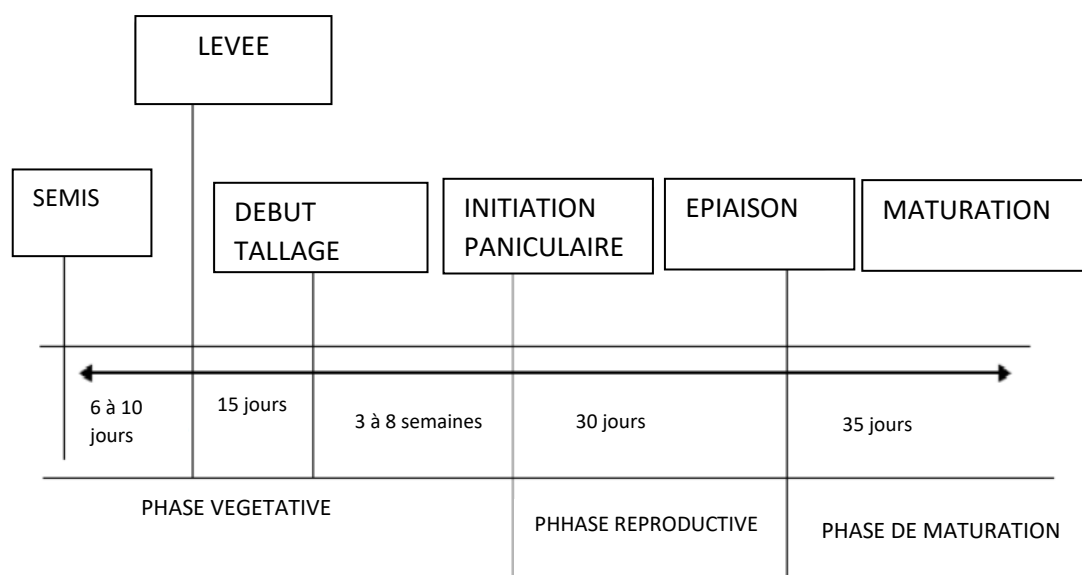 LEVEE
SEMIS
DEBUT
TALLAGE
INITIATION
PANICULAIRE
EPIAISON
MATURATION
6 à 10
jours
15 jours
3 à 8 semaines
30 jours
35 jours
PHASE VEGETATIVE
PHHASE REPRODUCTIVE
PHASE DE MATURATION